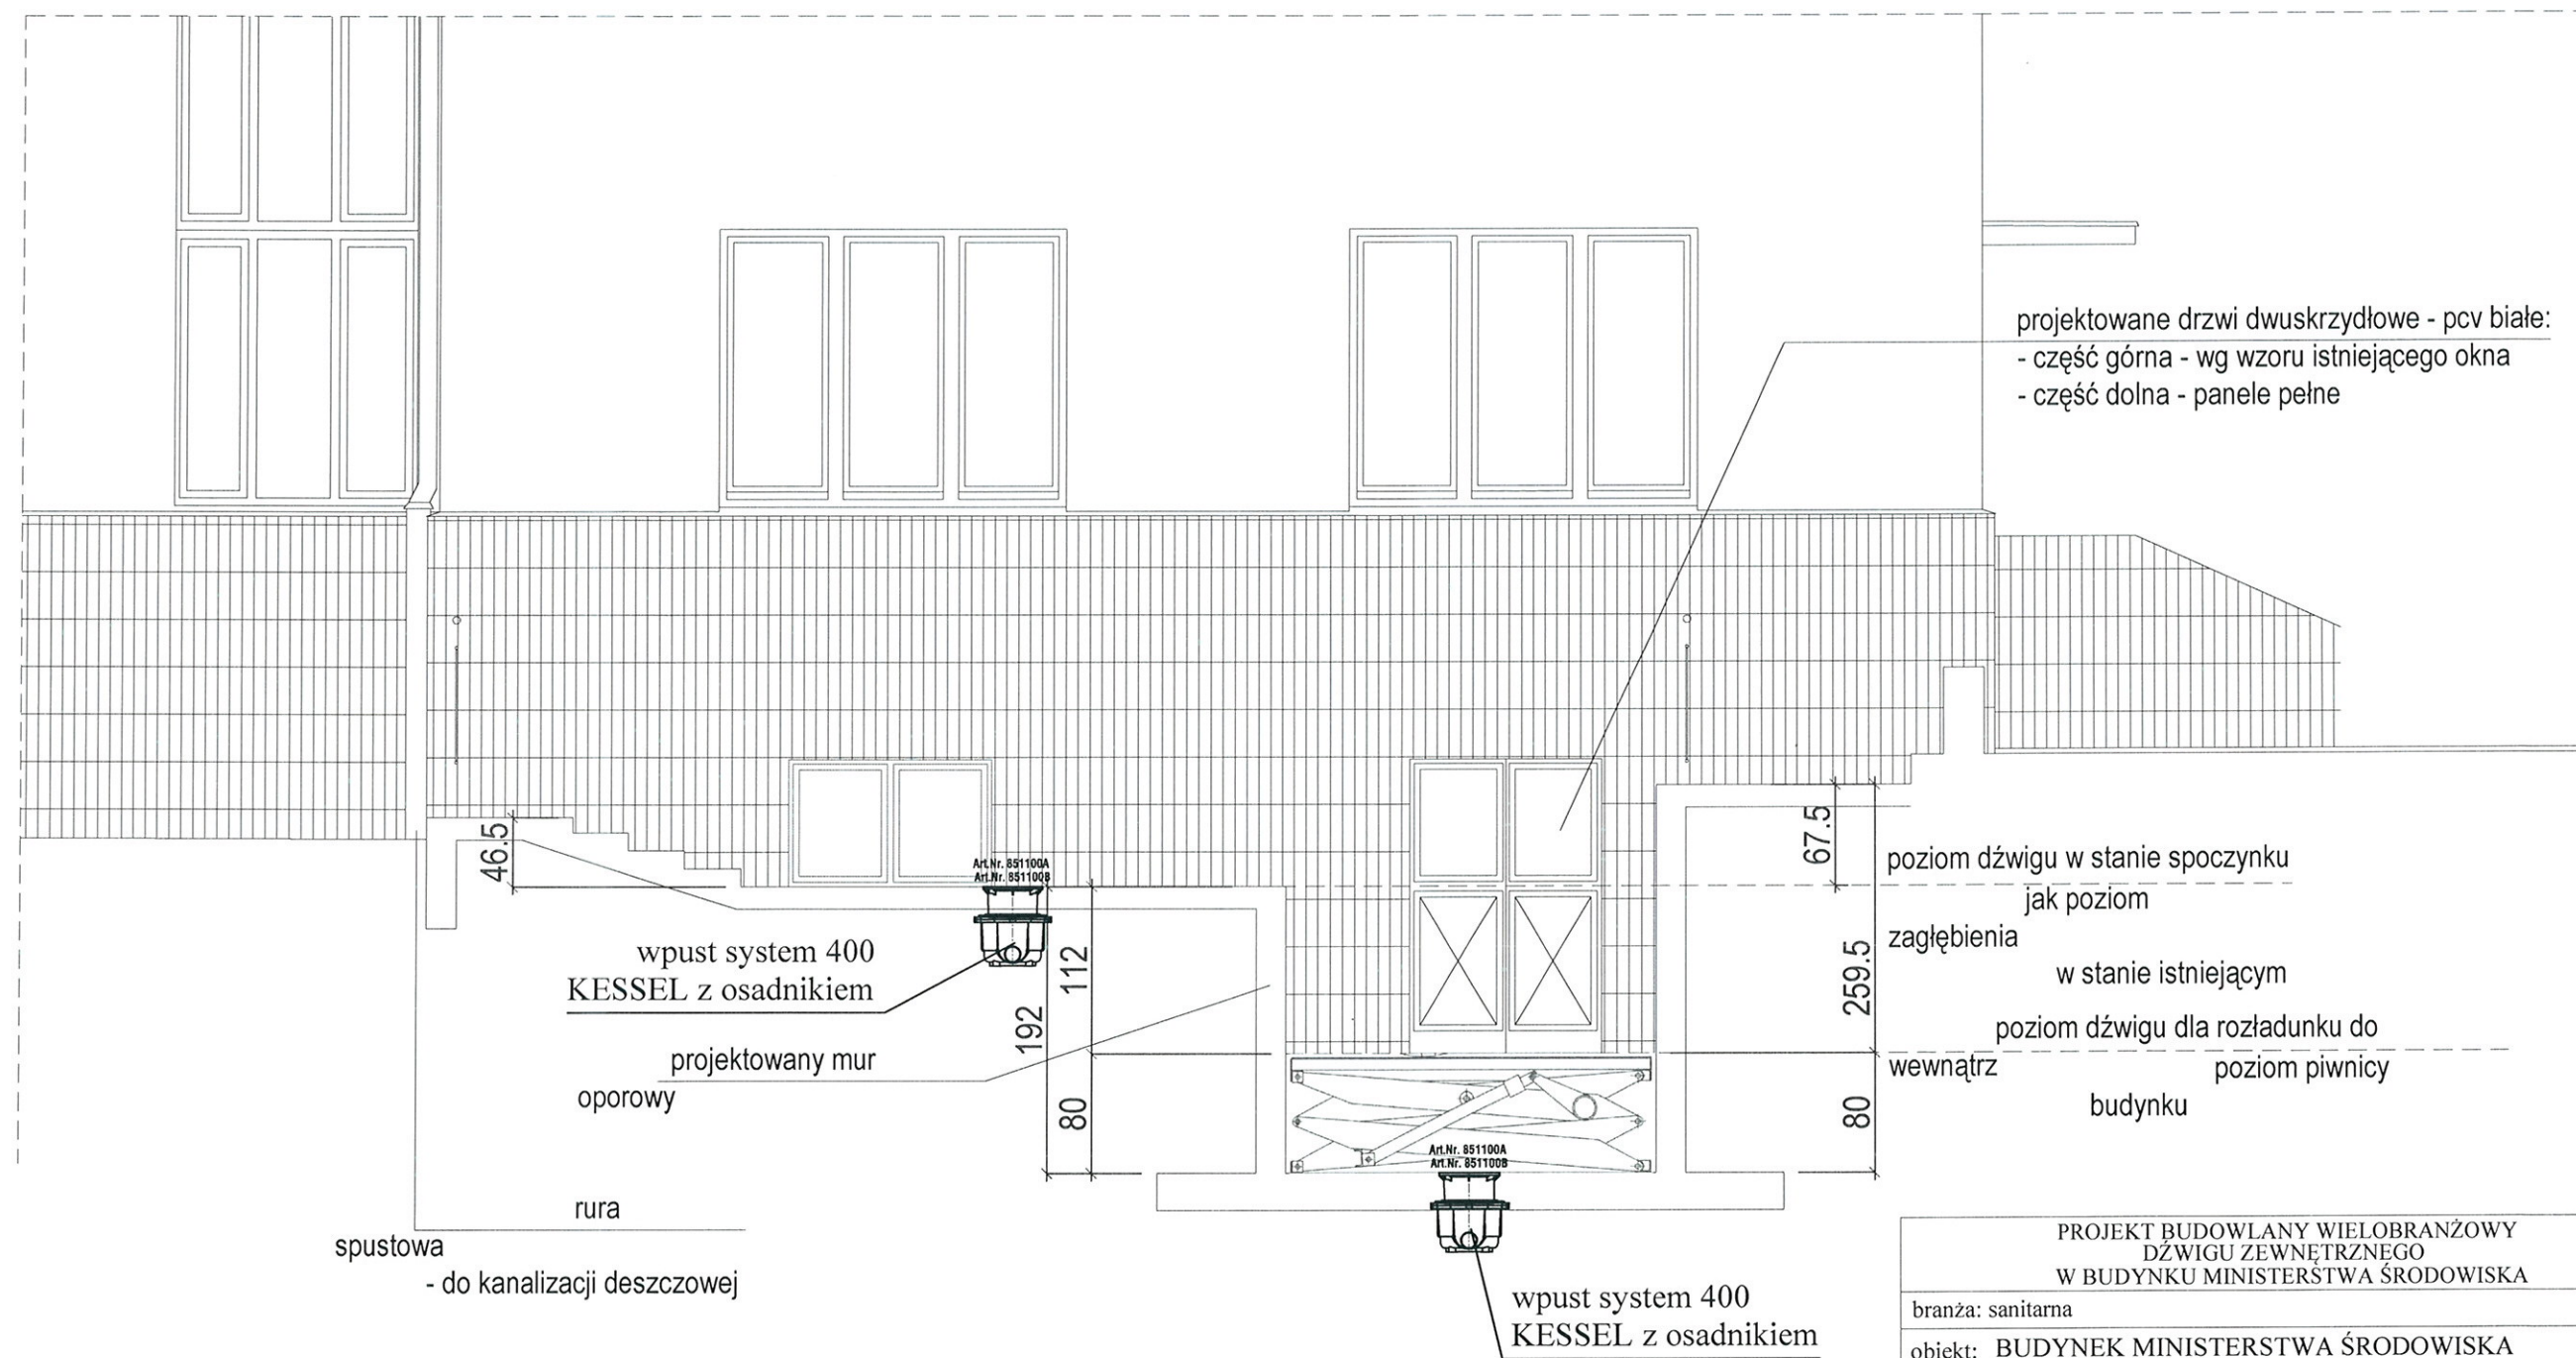 projektowane drzwi dwuskrzydłowe - pcv białe:
- część górna - wg wzoru istniejącego okna
- część dolna - panele pełne
46.5
Art.Nr. 851100A
Art.Nr. 851100B
wpust system 400
KESSEL z osadnikiem
112
192
80
projektowany mur
oporowy
67.5
259.5
80
poziom dźwigu w stanie spoczynku
jak poziom
zagłębienia
w stanie istniejącym
poziom dźwigu dla rozładunku do
wewnątrz poziom piwnicy
budynku
Art.Nr. 851100A
Art.Nr. 851100B
wpust system 400
KESSEL z osadnikiem
rura
spustowa
- do kanalizacji deszczowej
PROJEKT BUDOWLANY WIELOBRANŻOWY
DŹWIGU ZEWNĘTRZNEGO
W BUDYNKU MINISTERSTWA ŚRODOWISKA
branża: sanitarna
obiekt: BUDYNEK MINISTERSTWA ŚRODOWISKA